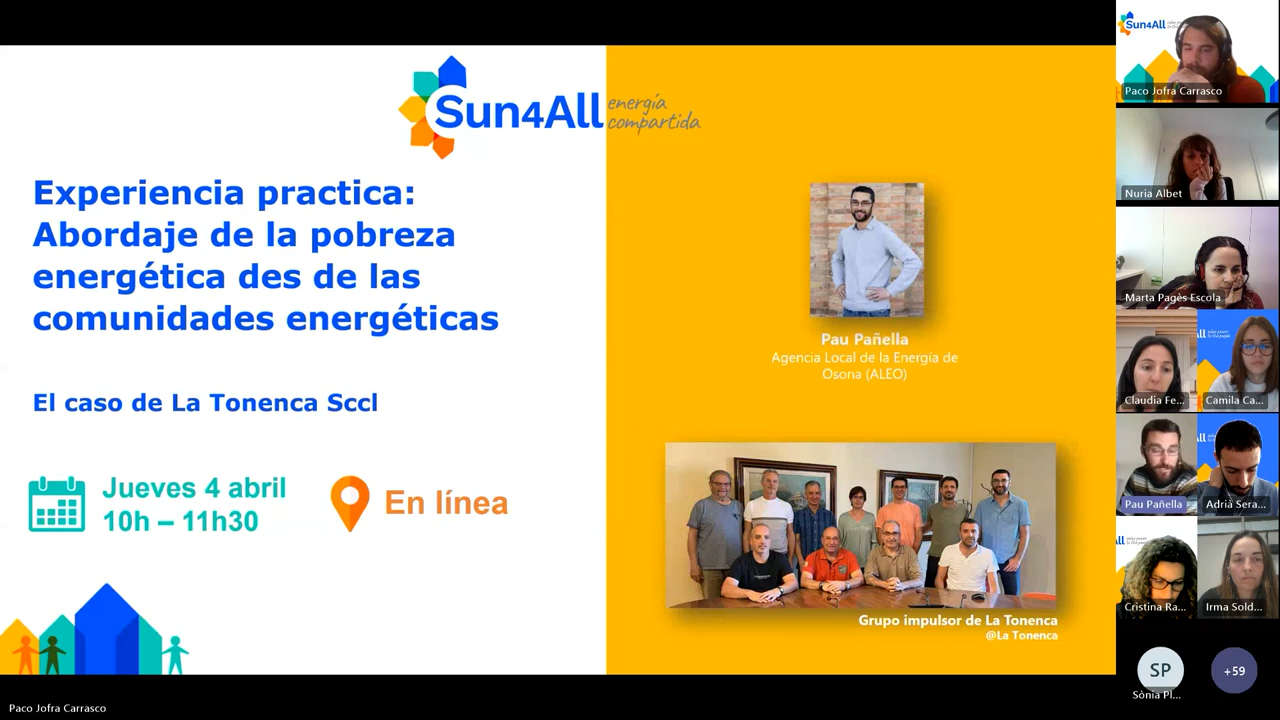 Sun4All energía
compartida
Experiencia practica:
Abordaje de la pobreza
energética des de las
comunidades energéticas
El caso de La Tonenca Sccl
Jueves 4 abril
10h – 11h30
En línea
Pau Pañella
Agencia Local de la Energía de
Osona (ALEO)
Grupo impulsor de La Tonenca
@La Tonenca
Paco Jofra Carrasco
Sun4All
Paco Jofra Carrasco
Nuria Albet
Marta Pagès Escola
Claudia Fe...
Camila Ca...
Pau Pañella
Adrià Sera...
Cristina Ra...
Irma Sold...
SP
Sònia Pl...
+59